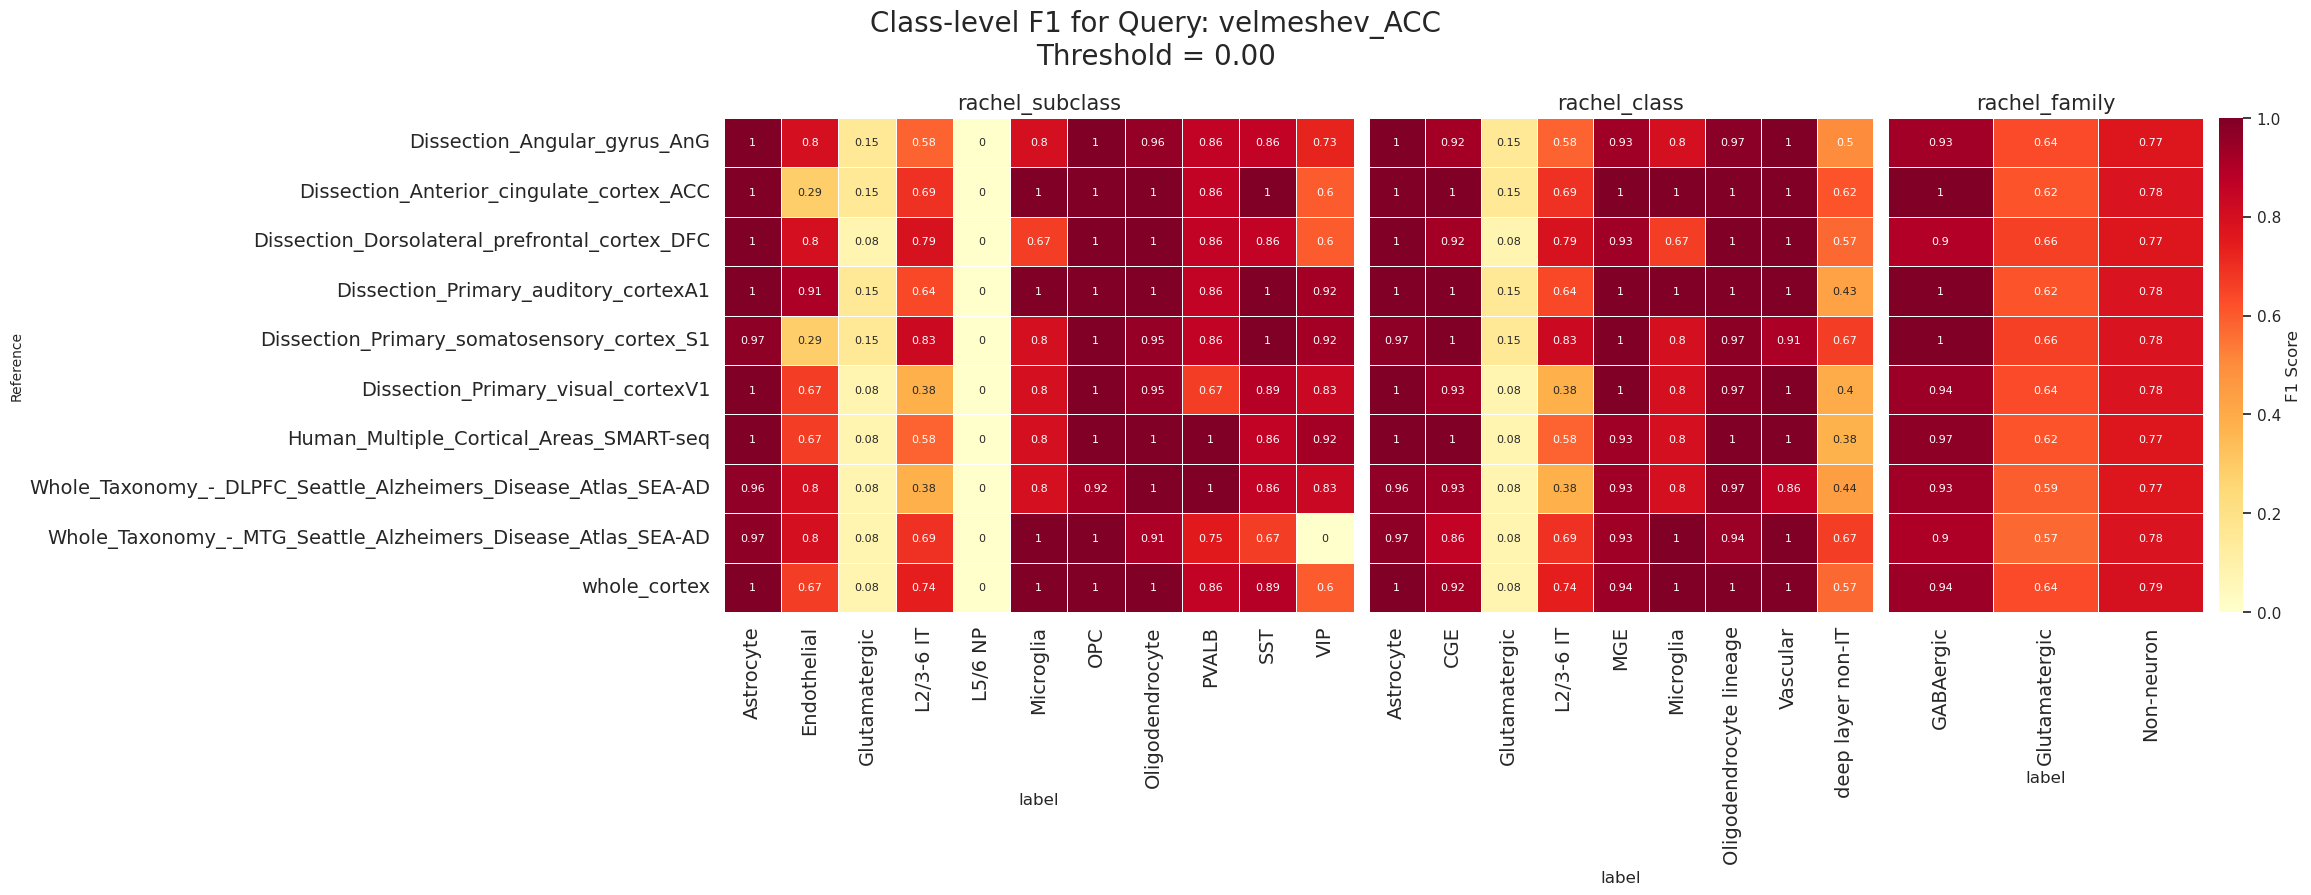 Class-level F1 for Query: velmeshev_ACC
Threshold = 0.00
rachel_subclass rachel_class rachel_family
Reference
Dissection_Angular_gyrus_AnG 1 0.8 0.15 0.58 0 0.8 1 0.96 0.86 0.86 0.73 1 0.92 0.15 0.58 0.93 0.8 0.97 1 0.5 0.93 0.64 0.77
Dissection_Anterior_cingulate_cortex_ACC 1 0.29 0.15 0.69 0 1 1 1 0.86 1 0.6 1 1 0.15 0.69 1 1 1 1 0.62 1 0.62 0.78
Dissection_Dorsolateral_prefrontal_cortex_DFC 1 0.8 0.08 0.79 0 0.67 1 1 0.86 0.86 0.6 1 0.92 0.08 0.79 0.93 0.67 1 1 0.57 0.9 0.66 0.77
Dissection_Primary_auditory_cortexA1 1 0.91 0.15 0.64 0 1 1 1 0.86 1 0.92 1 1 0.15 0.64 1 1 1 1 0.43 1 0.62 0.78
Dissection_Primary_somatosensory_cortex_S1 0.97 0.29 0.15 0.83 0 0.8 1 0.95 0.86 1 0.92 0.97 1 0.15 0.83 1 0.8 0.97 0.91 0.67 1 0.66 0.78
Dissection_Primary_visual_cortexV1 1 0.67 0.08 0.38 0 0.8 1 0.95 0.67 0.89 0.83 1 0.93 0.08 0.38 1 0.8 0.97 1 0.4 0.94 0.64 0.78
Human_Multiple_Cortical_Areas_SMART-seq 1 0.67 0.08 0.58 0 0.8 1 1 1 0.86 0.92 1 1 0.08 0.58 0.93 0.8 1 1 0.38 0.97 0.62 0.77
Whole_Taxonomy_-_DLPFC_Seattle_Alzheimers_Disease_Atlas_SEA-AD 0.96 0.8 0.08 0.38 0 0.8 0.92 1 1 0.86 0.83 0.96 0.93 0.08 0.38 0.93 0.8 0.97 0.86 0.44 0.93 0.59 0.77
Whole_Taxonomy_-_MTG_Seattle_Alzheimers_Disease_Atlas_SEA-AD 0.97 0.8 0.08 0.69 0 1 1 0.91 0.75 0.67 0 0.97 0.86 0.08 0.69 0.93 1 0.94 1 0.67 0.9 0.57 0.78
whole_cortex 1 0.67 0.08 0.74 0 1 1 1 0.86 0.89 0.6 1 0.92 0.08 0.74 0.94 1 1 1 0.57 0.94 0.64 0.79
Astrocyte
Endothelial
Glutamatergic
L2/3-6 IT
L5/6 NP
Microglia
OPC
Oligodendrocyte
PVALB
SST
VIP
label
Astrocyte
CGE
Glutamatergic
L2/3-6 IT
MGE
Microglia
Oligodendrocyte lineage
Vascular
deep layer non-IT
label
GABAergic
Glutamatergic
Non-neuron
label
1.0
0.8
0.6
0.4
0.2
0.0
F1 Score